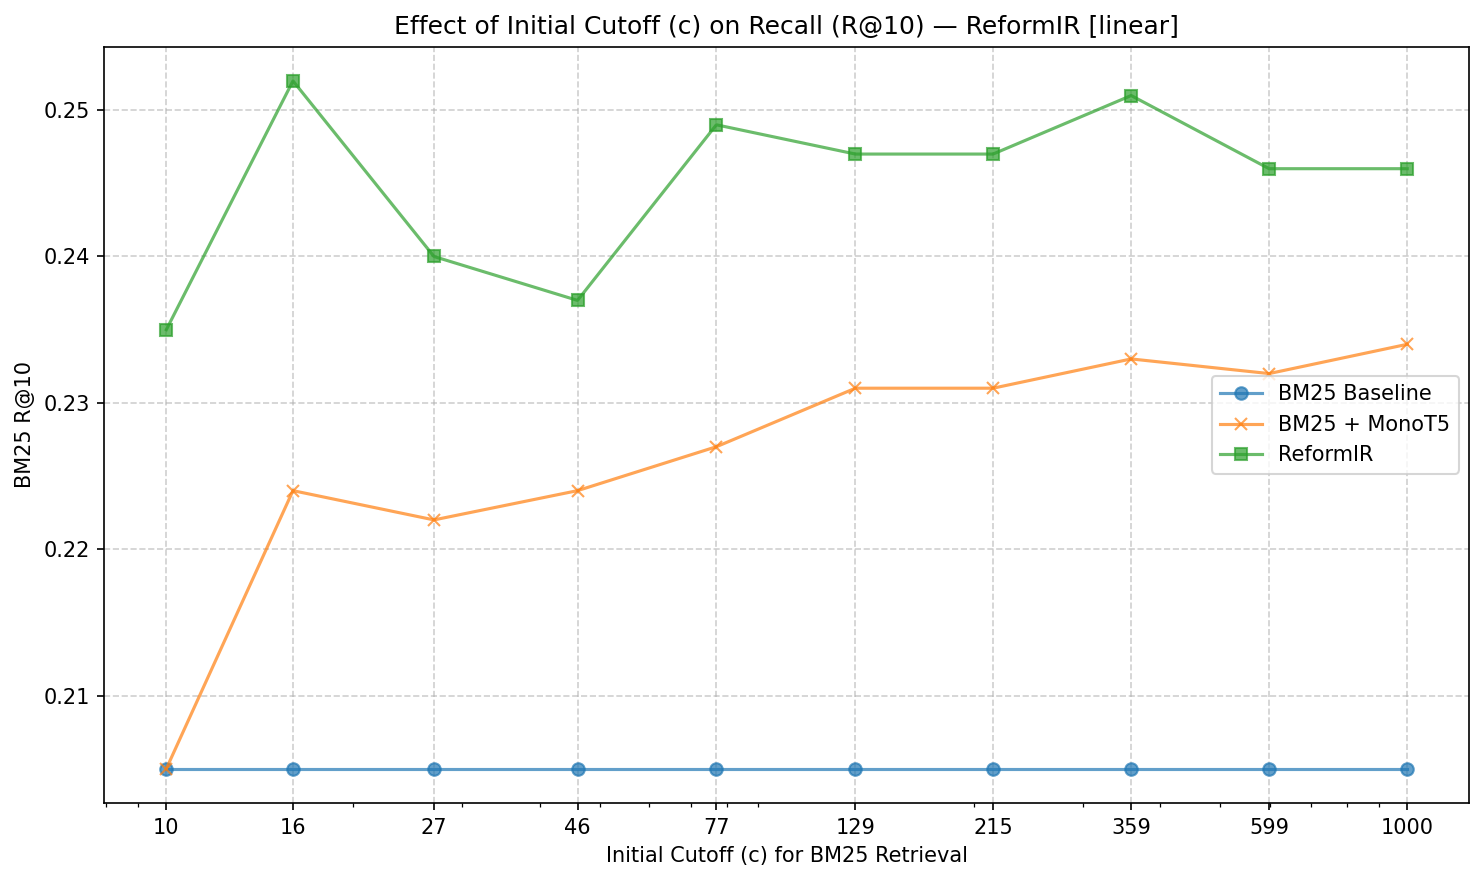 Effect of Initial Cutoff (c) on Recall (R@10) — ReformIR [linear]
BM25 R@10
0.25
0.24
0.23
0.22
0.21
BM25 Baseline
BM25 + MonoT5
ReformIR
10 16 27 46 77 129 215 359 599 1000
Initial Cutoff (c) for BM25 Retrieval